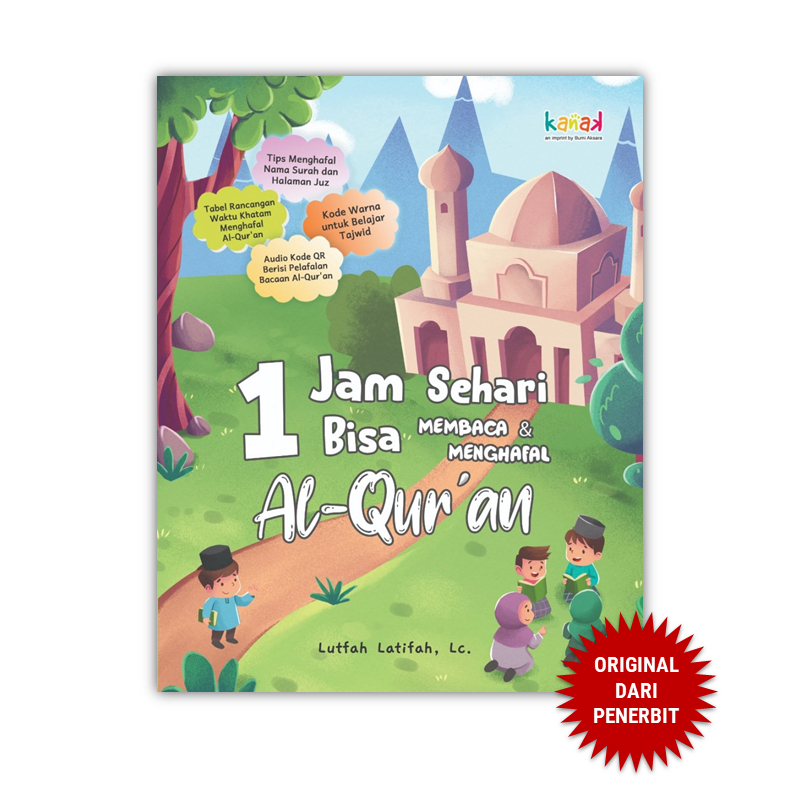 kanak
an imprint by Bumi Aksara
Tips Menghafal
Nama Surah dan
Halaman Juz
Tabel Rancangan
Waktu Khatam
Menghafal
Al-Qur'an
Kode Warna
untuk Belajar
Tajwid
Audio Kode QR
Berisi Pelafalan
Bacaan Al-Qur'an
1 Jam Sehari
Bisa MEMBACA &
MENGHAFAL
Al-Qur'an
Lutfah Latifah, Lc.
ORIGINAL
DARI
PENERBIT